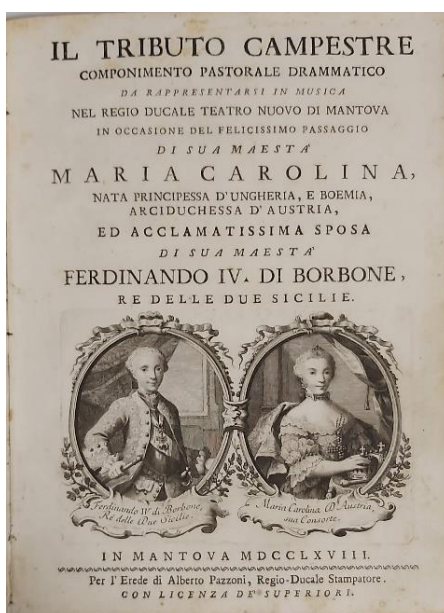 IL TRIBUTO CAMPESTRE
COMPONIMENTO PASTORALE DRAMMATICO
DA RAPPRESENTARSI IN MUSICA
NEL REGIO DUCALE TEATRO NUOVO DI MANTOVA
IN OCCASIONE DEL FELICISSIMO PASSAGGIO
DI SUA MAESTA'
MARIA CAROLINA,
NATA PRINCIPESSA D'UNGHERIA, E BOEMIA,
ARCIDUCHESSA D'AUSTRIA,
ED ACCLAMATISSIMA SPOSA
DI SUA MAESTA'
FERDINANDO IV. DI BORBONE,
RE DELLE DUE SICILIE.
Ferdinando IV. di Borbone,
Ré delle Due Sicilie.
Maria Carolina D'Austria,
sua Consorte.
IN MANTOVA MDCCLXVIII.
Per l'Erede di Alberto Pazzoni, Regio-Ducale Stampatore.
CON LICENZA DE' SUPERIORI.